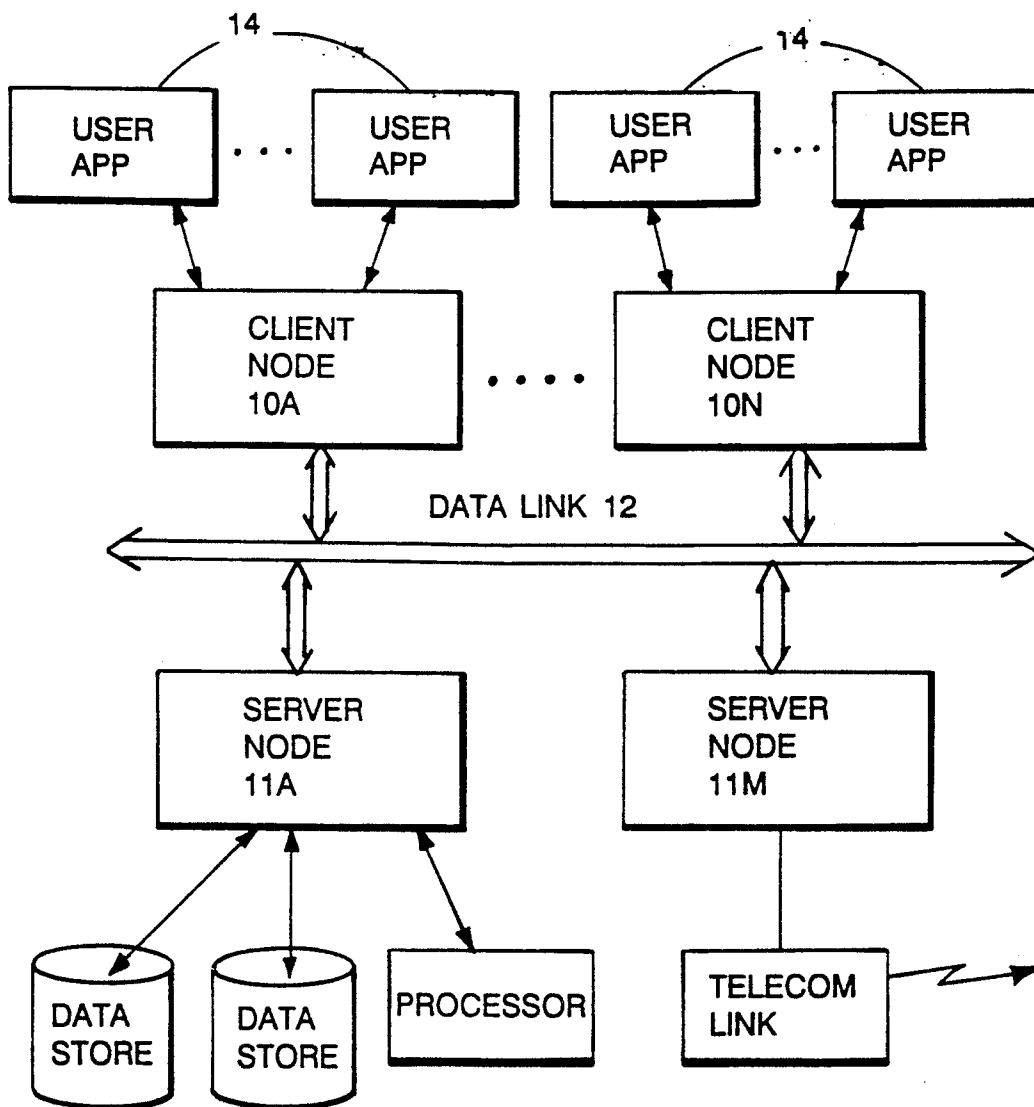 14
14
USER
APP
USER
APP
USER
APP
USER
APP
CLIENT
NODE
10A
CLIENT
NODE
10N
DATA LINK 12
SERVER
NODE
11A
SERVER
NODE
11M
DATA
STORE
DATA
STORE
PROCESSOR
TELECOM
LINK